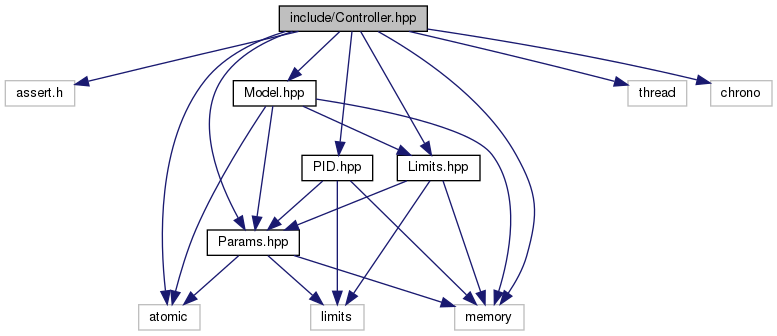 include/Controller.hpp
assert.h
Model.hpp
thread
chrono
PID.hpp
Limits.hpp
Params.hpp
atomic
limits
memory